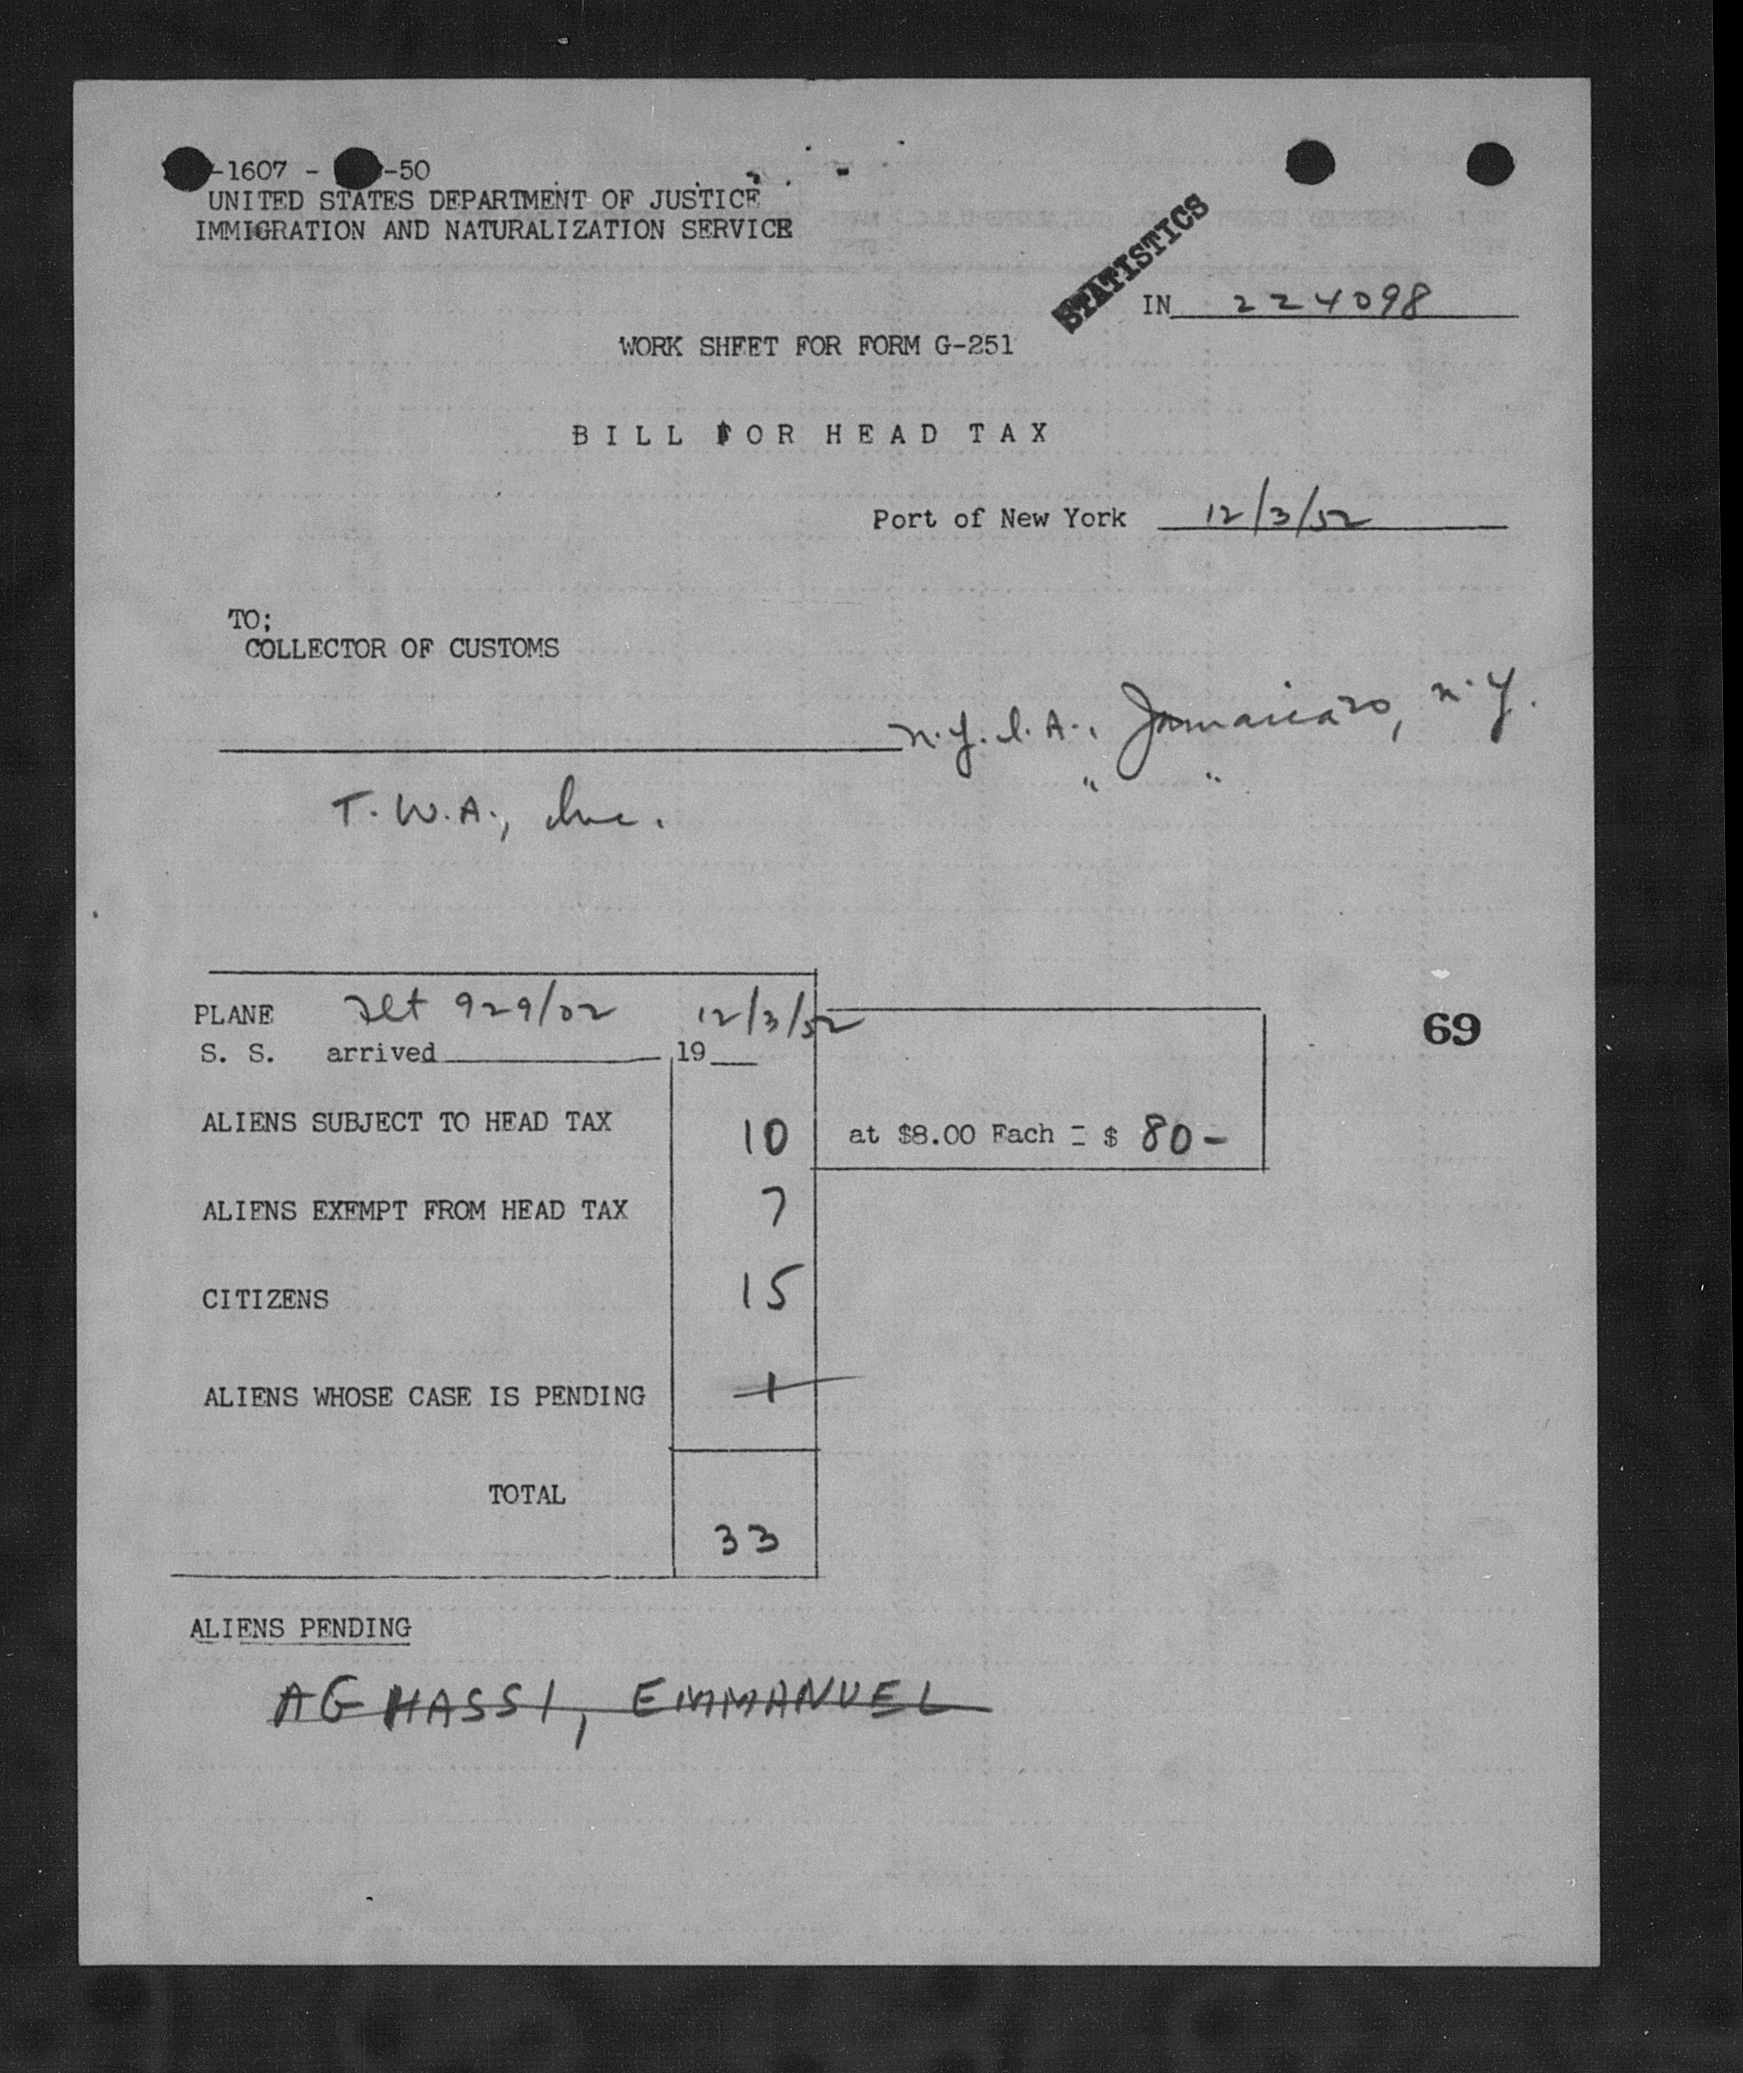 -1607 - -50
UNITED STATES DEPARTMENT OF JUSTICE
IMMIGRATION AND NATURALIZATION SERVICE
STATISTICS
IN 224098
WORK SHEET FOR FORM G-251
BILL FOR HEAD TAX
Port of New York 12/3/52
TO;
COLLECTOR OF CUSTOMS
N.Y.I.A., Jamaica 20, N.Y.
T.W.A., Inc. " "
PLANE Flt 929/02 12/3/52
S. S. arrived 19
69
ALIENS SUBJECT TO HEAD TAX 10 at $8.00 Each = $ 80-
ALIENS EXEMPT FROM HEAD TAX 7
CITIZENS 15
ALIENS WHOSE CASE IS PENDING 1
TOTAL
33
ALIENS PENDING
AGHASSI, EMMANUEL